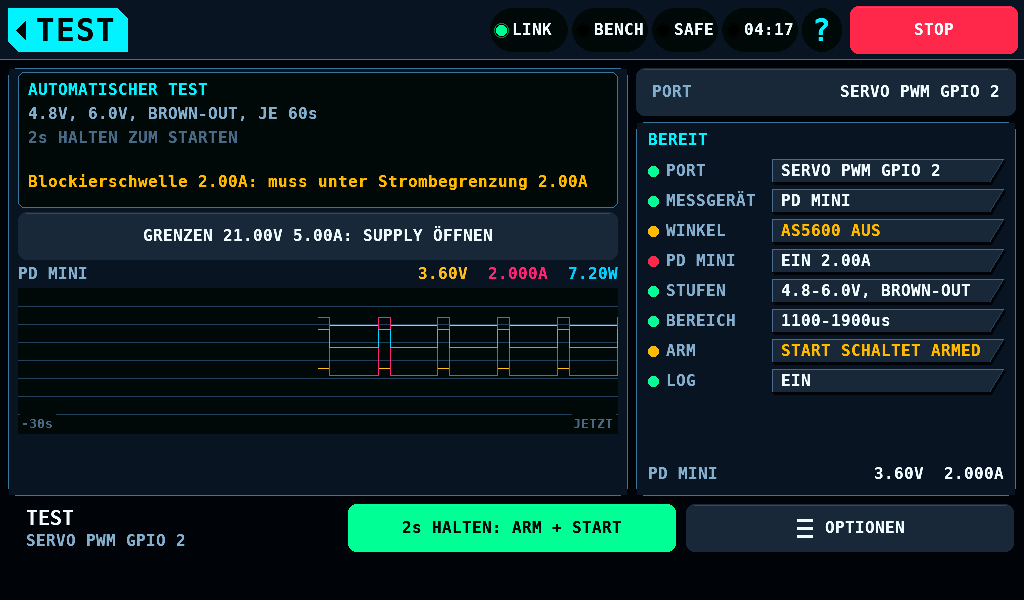 TEST
LINK
BENCH
SAFE
04:17
?
STOP
AUTOMATISCHER TEST
4.8V, 6.0V, BROWN-OUT, JE 60s
2s HALTEN ZUM STARTEN
Blockierschwelle 2.00A: muss unter Strombegrenzung 2.00A
GRENZEN 21.00V 5.00A: SUPPLY ÖFFNEN
PD MINI 3.60V 2.000A 7.20W
-30s JETZT
PORT SERVO PWM GPIO 2
BEREIT
PORT SERVO PWM GPIO 2
MESSGERÄT PD MINI
WINKEL AS5600 AUS
PD MINI EIN 2.00A
STUFEN 4.8-6.0V, BROWN-OUT
BEREICH 1100-1900us
ARM START SCHALTET ARMED
LOG EIN
PD MINI 3.60V 2.000A
TEST
SERVO PWM GPIO 2
2s HALTEN: ARM + START
OPTIONEN